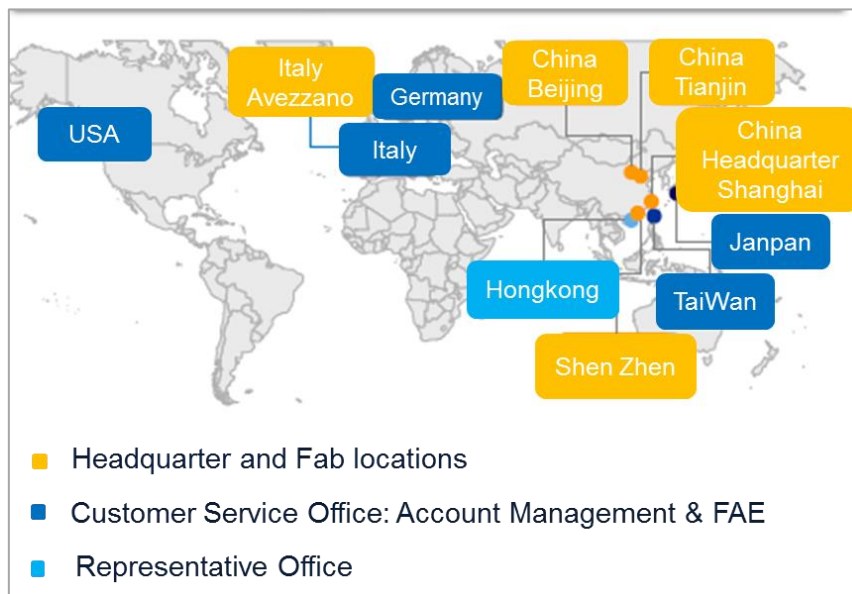 Italy
Avezzano
Germany
China
Beijing
China
Tianjin
USA
Italy
China
Headquarter
Shanghai
Janpan
Hongkong
TaiWan
Shen Zhen
Headquarter and Fab locations
Customer Service Office: Account Management & FAE
Representative Office